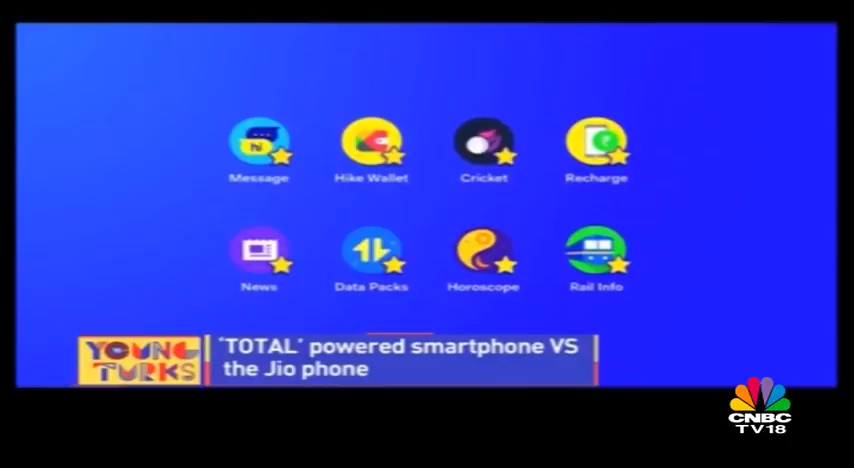 hi
Message
Hike Wallet
Cricket
Recharge
News
Data Packs
Horoscope
Rail Info
YOUNG
TURKS
'TOTAL' powered smartphone VS
the Jio phone
CNBC
TV18